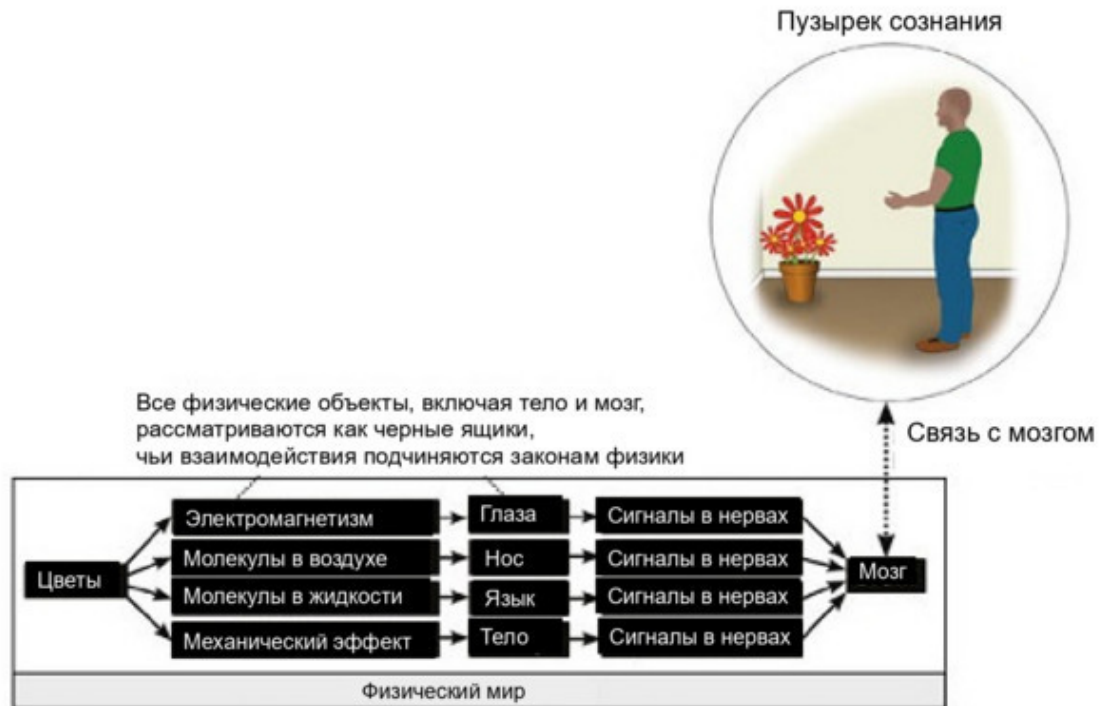 Пузырек сознания
Все физические объекты, включая тело и мозг,
рассматриваются как черные ящики,
чьи взаимодействия подчиняются законам физики
Связь с мозгом
Электромагнетизм
Глаза
Сигналы в нервах
Молекулы в воздухе
Нос
Сигналы в нервах
Цветы
Мозг
Молекулы в жидкости
Язык
Сигналы в нервах
Механический эффект
Тело
Сигналы в нервах
Физический мир